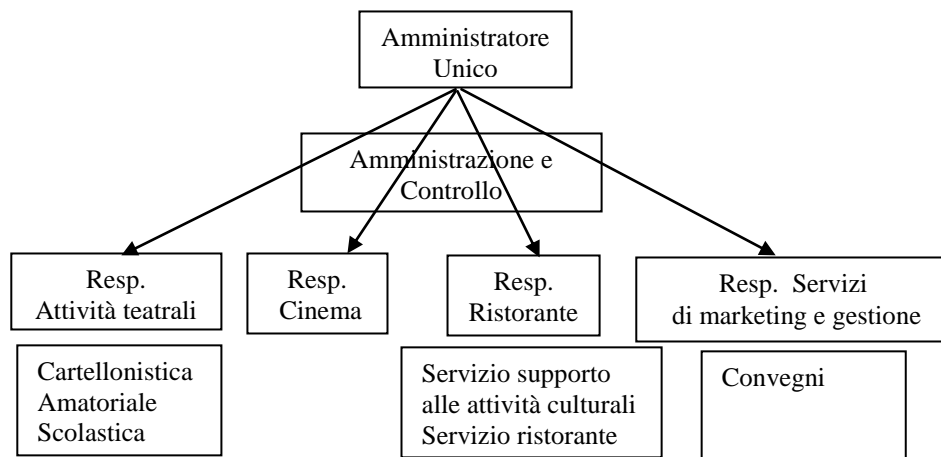 Amministratore
Unico
Amministrazione e
Controllo
Resp.
Attività teatrali
Resp.
Cinema
Resp.
Ristorante
Resp. Servizi
di marketing e gestione
Cartellonistica
Amatoriale
Scolastica
Servizio supporto
alle attività culturali
Servizio ristorante
Convegni